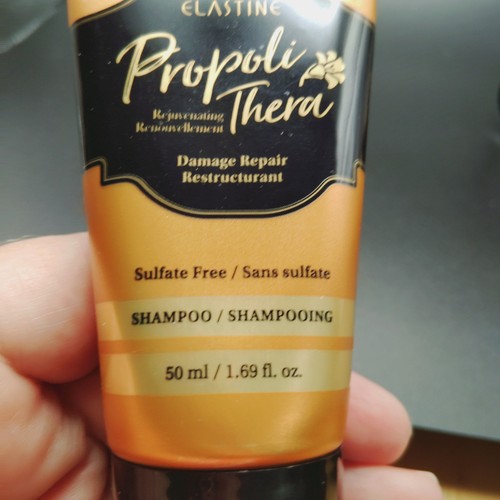 ELASTINE
Propoli
Thera
Rejuvenating
Renouvellement
Damage Repair
Restructurant
Sulfate Free / Sans sulfate
SHAMPOO / SHAMPOOING
50 ml / 1.69 fl. oz.